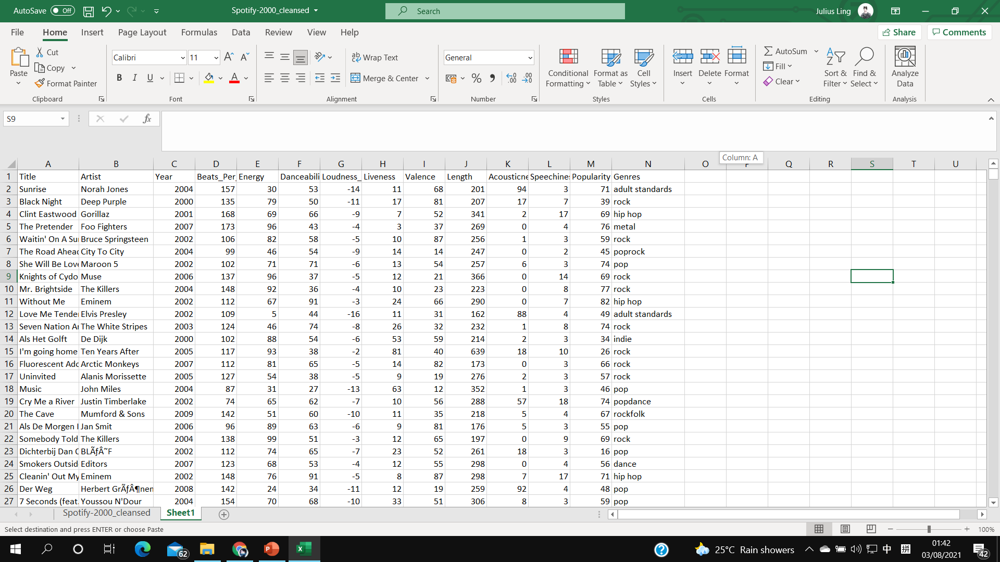 AutoSave Off Spotify-2000_cleansed Search Julius Ling
File Home Insert Page Layout Formulas Data Review View Help Share Comments
Paste Cut Copy Format Painter Clipboard
Calibri 11 B I U A Font
ab Wrap Text Merge & Center Alignment
General % Number
Conditional Formatting Format as Table Cell Styles Styles
Insert Delete Format Cells
AutoSum Fill Clear Sort & Filter Find & Select Editing
Analyze Data Analysis
S9 fx
Column: A
A B C D E F G H I J K L M N O P Q R S T U
1 Title Artist Year Beats_Per_ Energy Danceabili Loudness_ Liveness Valence Length Acousticne Speechines Popularity Genres
2 Sunrise Norah Jones 2004 157 30 53 -14 11 68 201 94 3 71 adult standards
3 Black Night Deep Purple 2000 135 79 50 -11 17 81 207 17 7 39 rock
4 Clint Eastwood Gorillaz 2001 168 69 66 -9 7 52 341 2 17 69 hip hop
5 The Pretender Foo Fighters 2007 173 96 43 -4 3 37 269 0 4 76 metal
6 Waitin' On A Su Bruce Springsteen 2002 106 82 58 -5 10 87 256 1 3 59 rock
7 The Road Ahead City To City 2004 99 46 54 -9 14 14 247 0 2 45 poprock
8 She Will Be Love Maroon 5 2002 102 71 71 -6 13 54 257 6 3 74 pop
9 Knights of Cydo Muse 2006 137 96 37 -5 12 21 366 0 14 69 rock
10 Mr. Brightside The Killers 2004 148 92 36 -4 10 23 223 0 8 77 rock
11 Without Me Eminem 2002 112 67 91 -3 24 66 290 0 7 82 hip hop
12 Love Me Tender Elvis Presley 2002 109 5 44 -16 11 31 162 88 4 49 adult standards
13 Seven Nation Ar The White Stripes 2003 124 46 74 -8 26 32 232 1 8 74 rock
14 Als Het Golft De Dijk 2000 102 88 54 -6 53 59 214 2 3 34 indie
15 I'm going home Ten Years After 2005 117 93 38 -2 81 40 639 18 10 26 rock
16 Fluorescent Ado Arctic Monkeys 2007 112 81 65 -5 14 82 173 0 3 66 rock
17 Uninvited Alanis Morissette 2005 127 54 38 -5 9 19 276 2 3 57 rock
18 Music John Miles 2004 87 31 27 -13 63 12 352 1 3 46 pop
19 Cry Me a River Justin Timberlake 2002 74 65 62 -7 10 56 288 57 18 74 popdance
20 The Cave Mumford & Sons 2009 142 51 60 -10 11 35 218 5 4 67 rockfolk
21 Als De Morgen I Jan Smit 2006 96 89 63 -6 9 81 176 5 3 55 pop
22 Somebody Told The Killers 2004 138 99 51 -3 12 65 197 0 9 69 rock
23 Dichterbij Dan O BLÃƒÂ˜F 2002 112 74 65 -7 23 52 261 18 3 16 pop
24 Smokers Outsid Editors 2007 123 68 53 -4 12 55 298 0 4 56 dance
25 Cleanin' Out My Eminem 2002 148 76 91 -5 8 87 298 7 17 71 hip hop
26 Der Weg Herbert GrÃƒÂ¶nen 2008 142 24 34 -11 12 19 259 92 4 48 pop
27 7 Seconds (feat. Youssou N'Dour 2004 154 70 68 -10 33 51 306 8 3 59 pop
Spotify-2000_cleansed Sheet1
Select destination and press ENTER or choose Paste 100%
62 25°C Rain showers 中 拼 01:42
03/08/2021 42